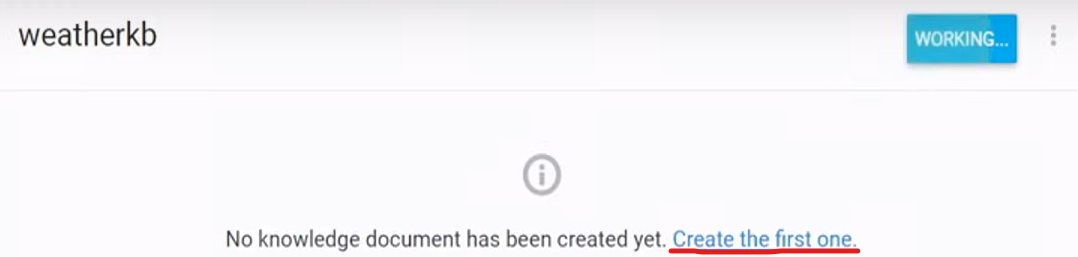 weatherkb
WORKING...
No knowledge document has been created yet. Create the first one.